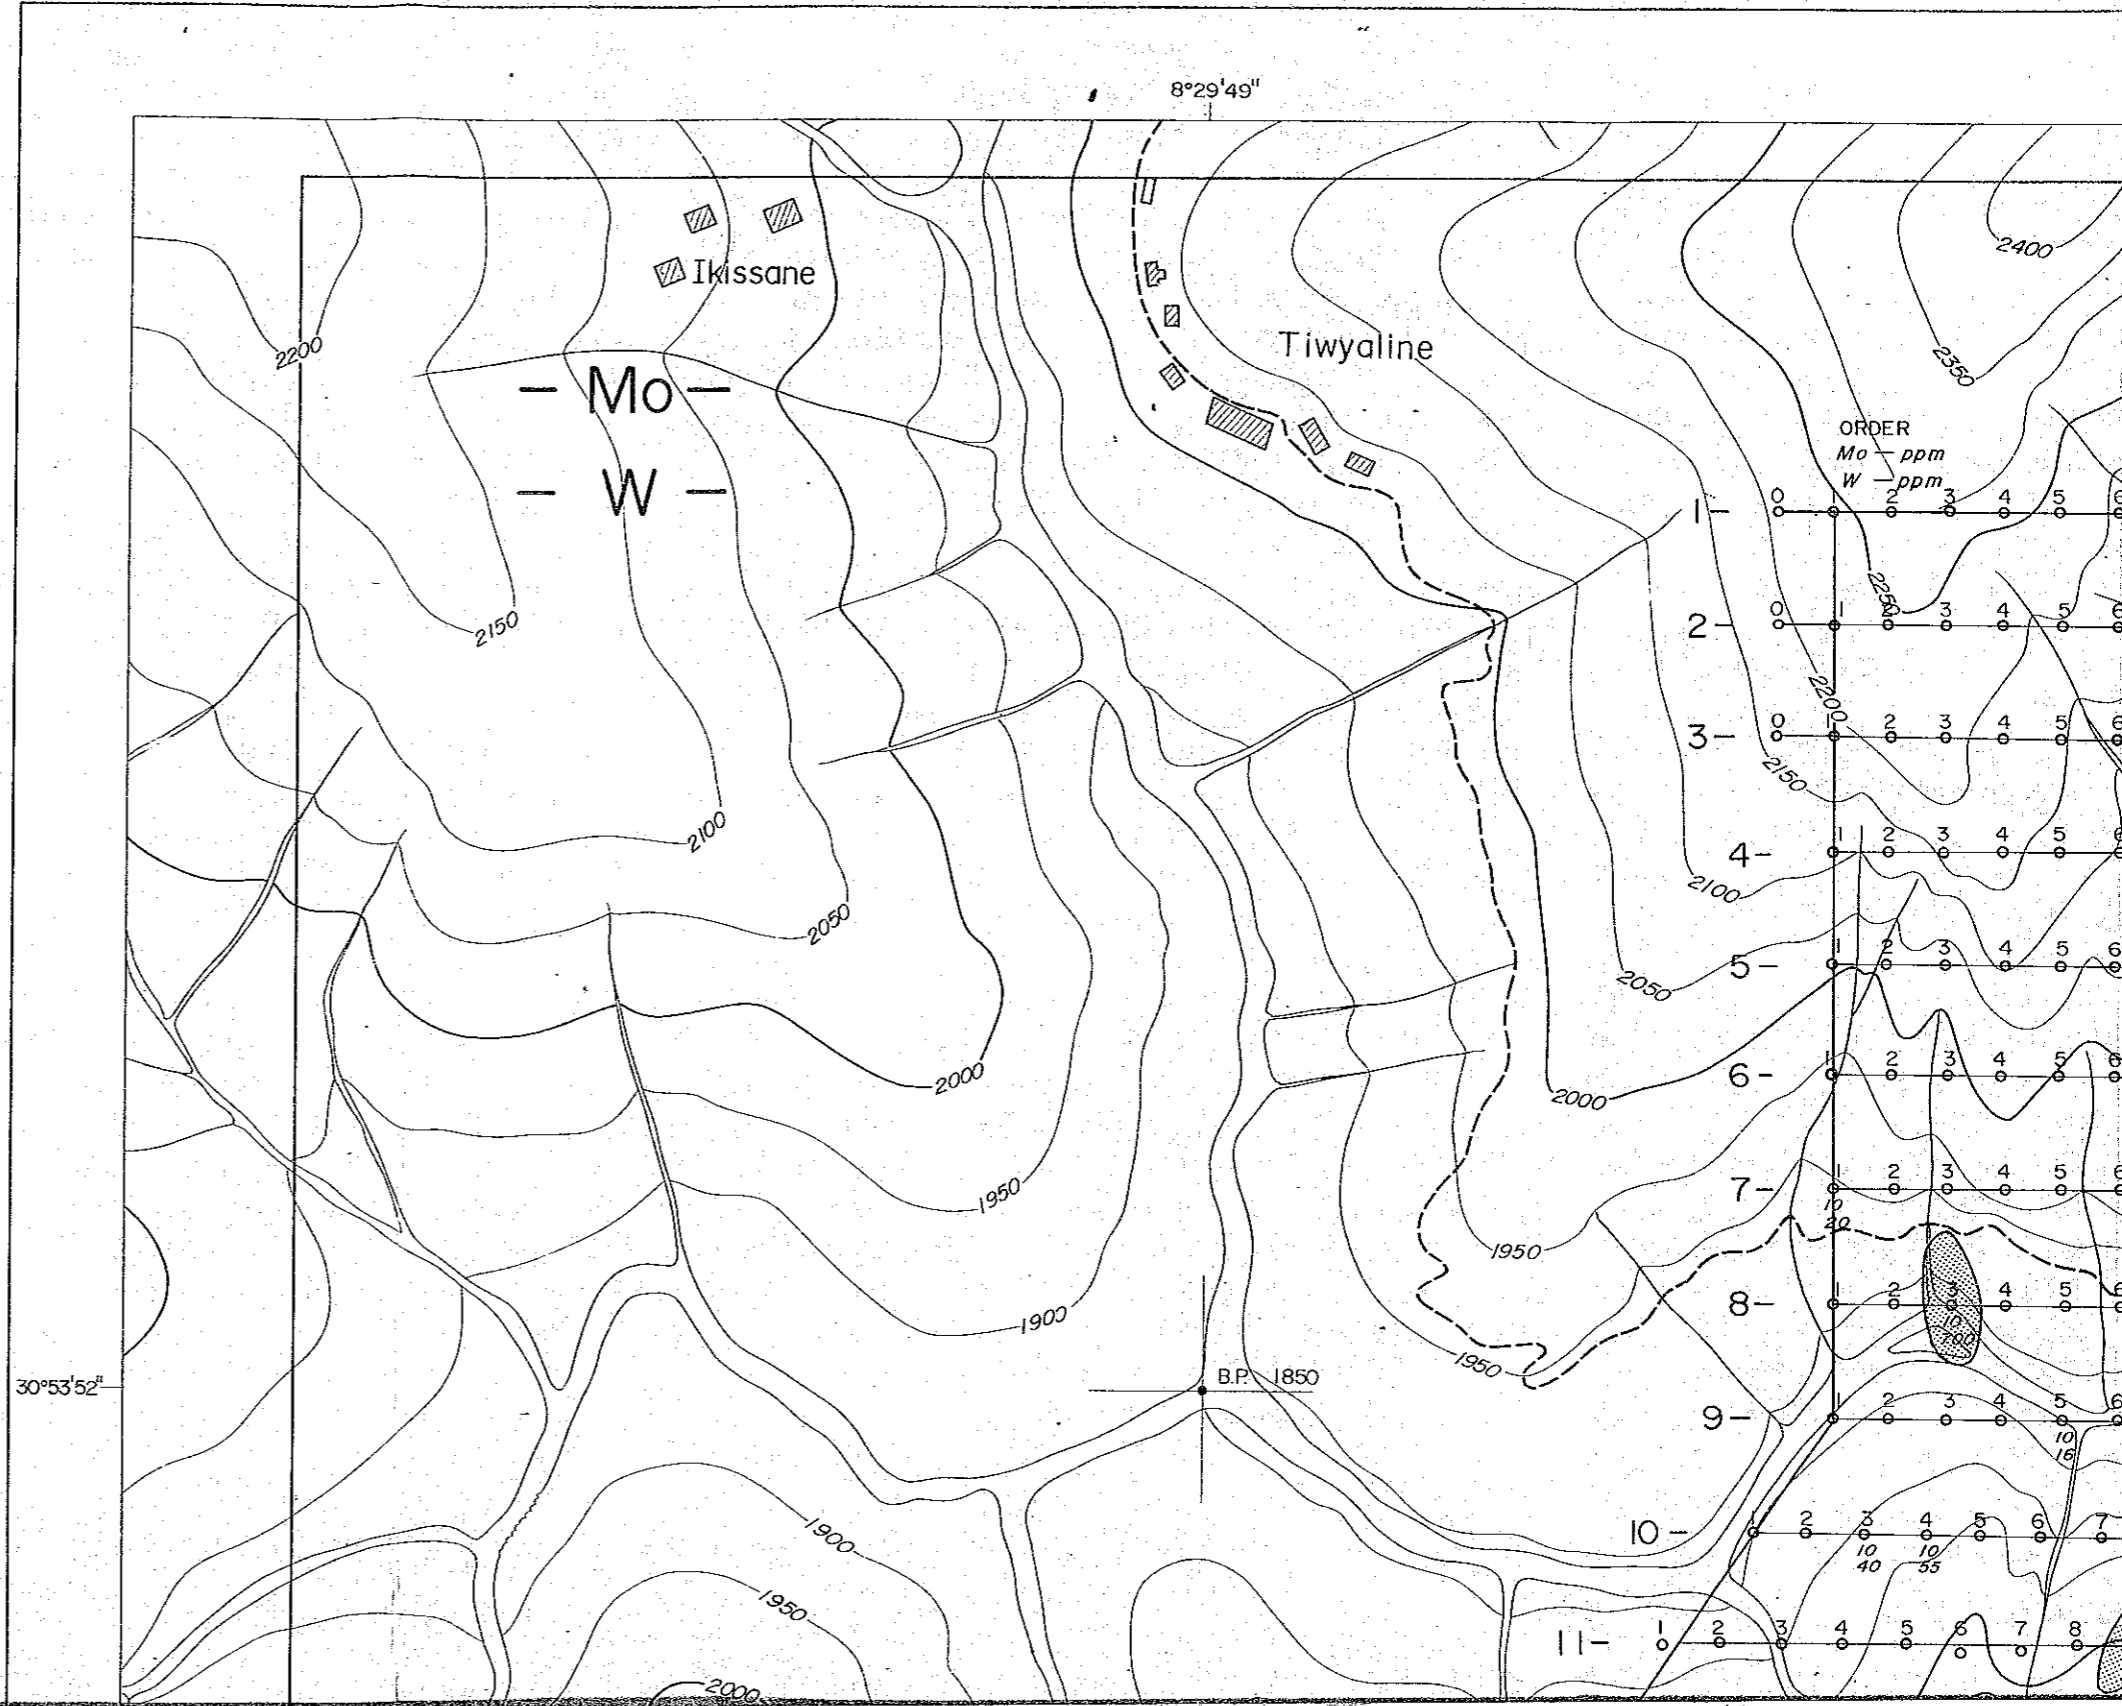 8°29'49"
2400
Ikissane
Tiwyaline
2200
2350
- Mo -
- W -
ORDER
Mo — ppm
W — ppm
1- 0 1 2 3 4 5 6
2250
2150
2- 0 1 2 3 4 5 6
2200
3- 0 1 2 3 4 5 6
2150
2100
4- 1 2 3 4 5 6
2100
2050
5- 1 2 3 4 5 6
2050
2000
6- 1 2 3 4 5 6
2000
7- 1 2 3 4 5 6
10
20
1950
1950
8- 1 2 3 4 5 6
10
700
1900
1950
30°53'52"
B.P. 1850
9- 1 2 3 4 5 6
10
16
10- 1 2 3 4 5 6 7
10 10
40 55
1900
1950
11- 1 2 3 4 5 6 7 8
2000